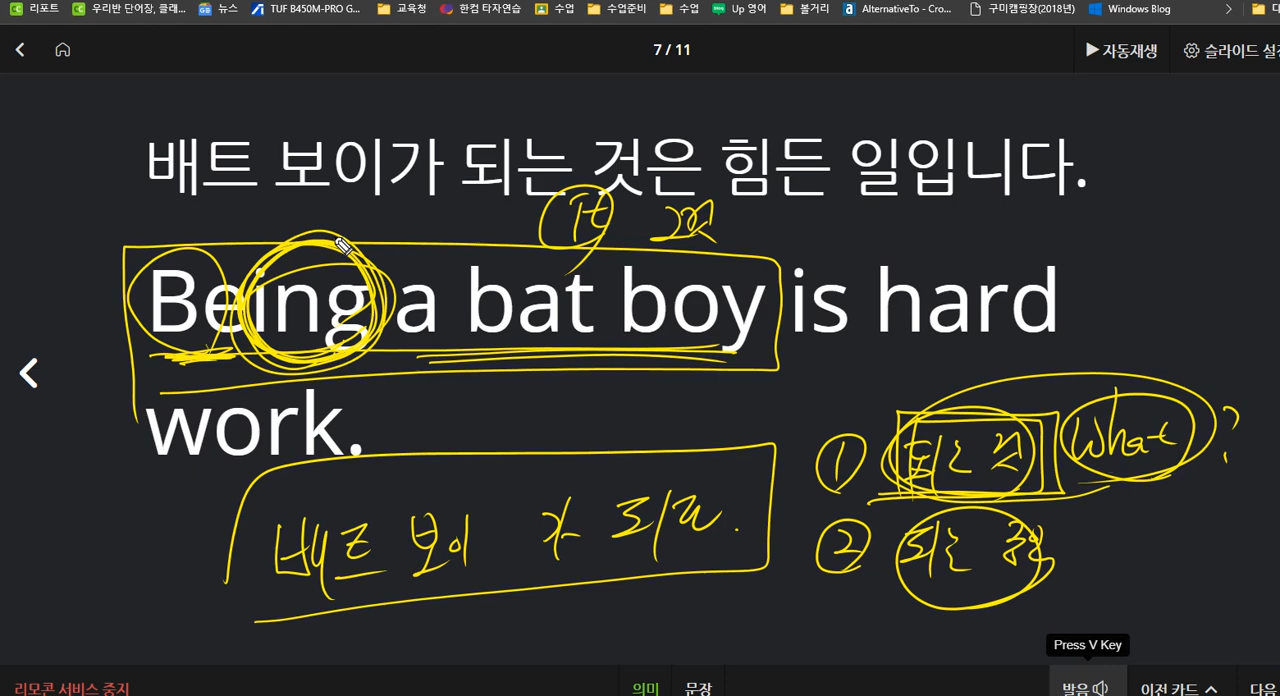 리포트 우리반 단어장, 클래... 뉴스 TUF B450M-PRO G... 교육청 한컴 타자연습 수업 수업준비 수업 Up 영어 볼거리 AlternativeTo - Cro... 구미캠핑장(2018년) Windows Blog
7 / 11
자동재생 슬라이드 설정
배트 보이가 되는 것은 힘든 일입니다.
It 것
Being a bat boy is hard
work.
① 되는 것 What ?
배트 보이 가 되
② 되는 중
Press V Key
리모콘 서비스 중지 의미 문장 발음 이전 카드 다음